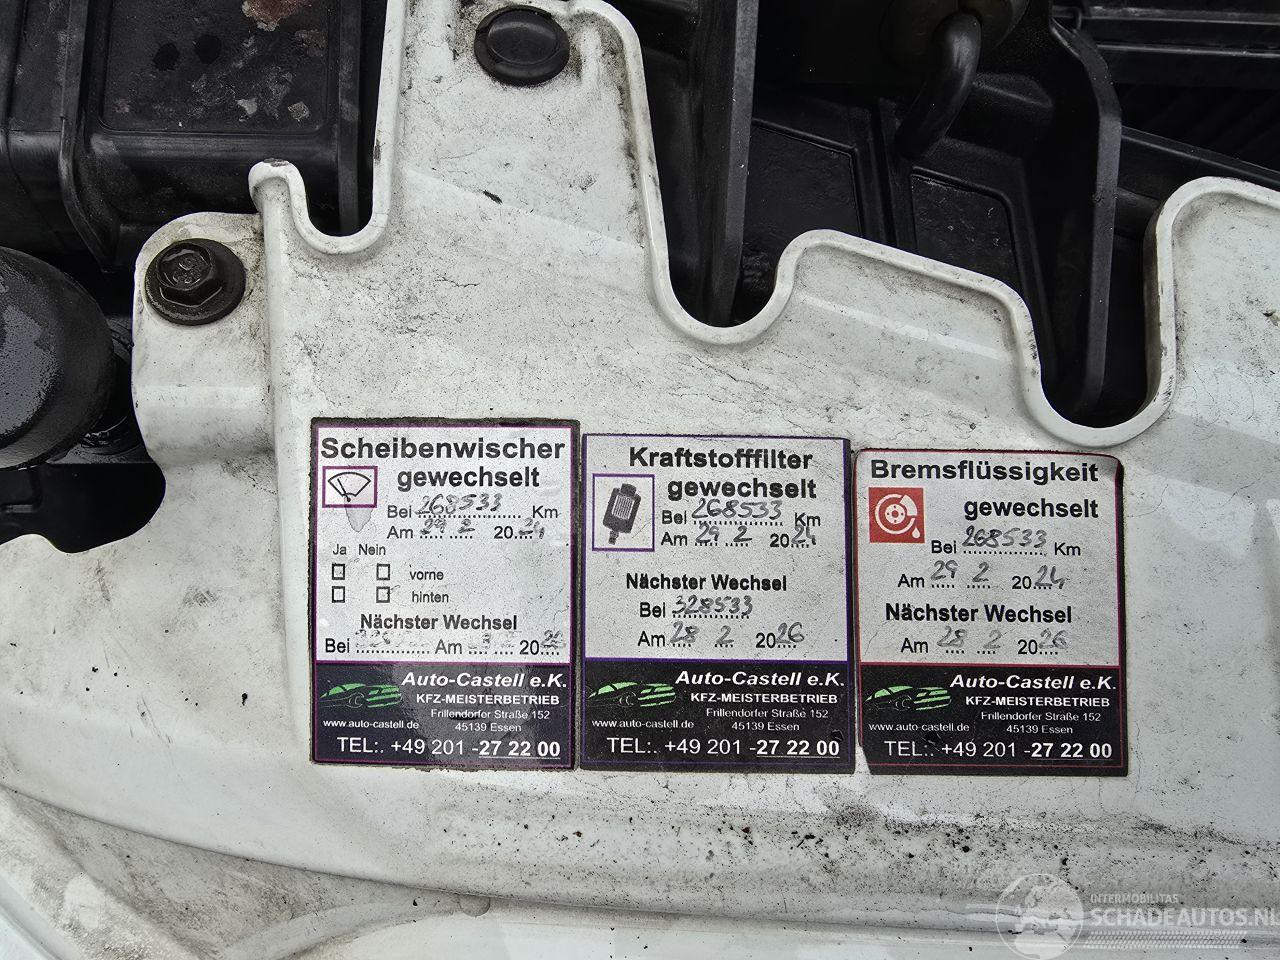 Scheibenwischer
gewechselt
Bei 268533 Km
Am 29 2 2024
Ja Nein
vorne
hinten
Nächster Wechsel
Bei Am 20
Auto-Castell e.K.
KFZ-MEISTERBETRIEB
Frillendorfer Straße 152
www.auto-castell.de 45139 Essen
TEL:. +49 201 -27 22 00
Kraftstofffilter
gewechselt
Bei 268533 Km
Am 29 2 2024
Nächster Wechsel
Bei 328533
Am 28 2 2026
Auto-Castell e.K.
KFZ-MEISTERBETRIEB
Frillendorfer Straße 152
www.auto-castell.de 45139 Essen
TEL:. +49 201 -27 22 00
Bremsflüssigkeit
gewechselt
Bei 268533 Km
Am 29 2 2024
Nächster Wechsel
Am 28 2 2026
Auto-Castell e.K.
KFZ-MEISTERBETRIEB
Frillendorfer Straße 152
www.auto-castell.de 45139 Essen
TEL:. +49 201 -27 22 00
INTERMOBILITAS
SCHADEAUTOS.NL